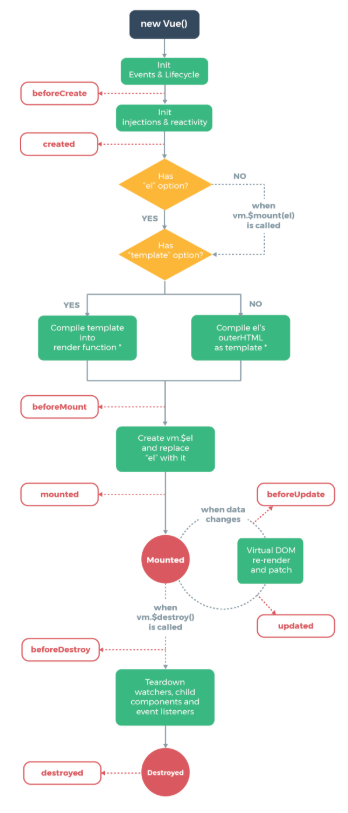 new Vue()
Init
Events & Lifecycle
beforeCreate
Init
injections & reactivity
created
Has
"el" option?
NO
when
vm.$mount(el)
is called
YES
Has
"template" option?
YES
NO
Compile template
into
render function *
Compile el's
outerHTML
as template *
beforeMount
Create vm.$el
and replace
"el" with it
mounted
when data
changes
beforeUpdate
Mounted
Virtual DOM
re-render
and patch
updated
when
vm.$destroy()
is called
beforeDestroy
Teardown
watchers, child
components and
event listeners
destroyed
Destroyed